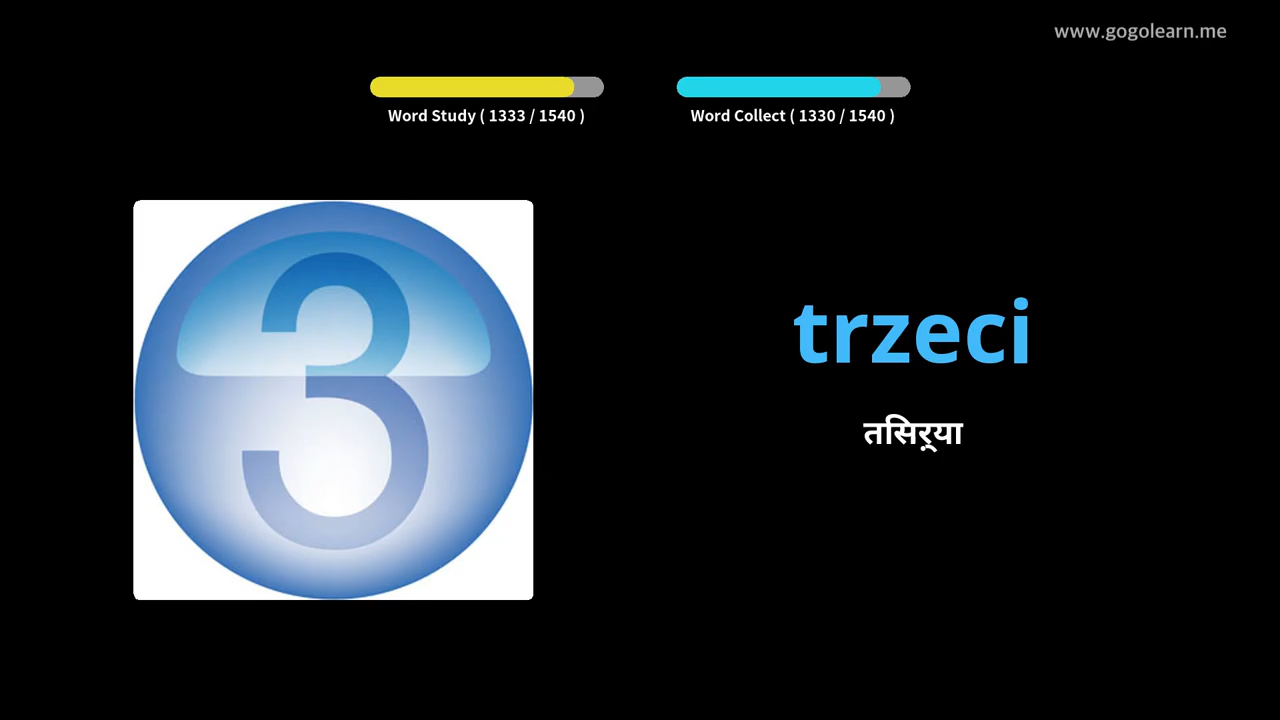 www.gogolearn.me
Word Study ( 1333 / 1540 )
Word Collect ( 1330 / 1540 )
3
trzeci
तसिर्‍या